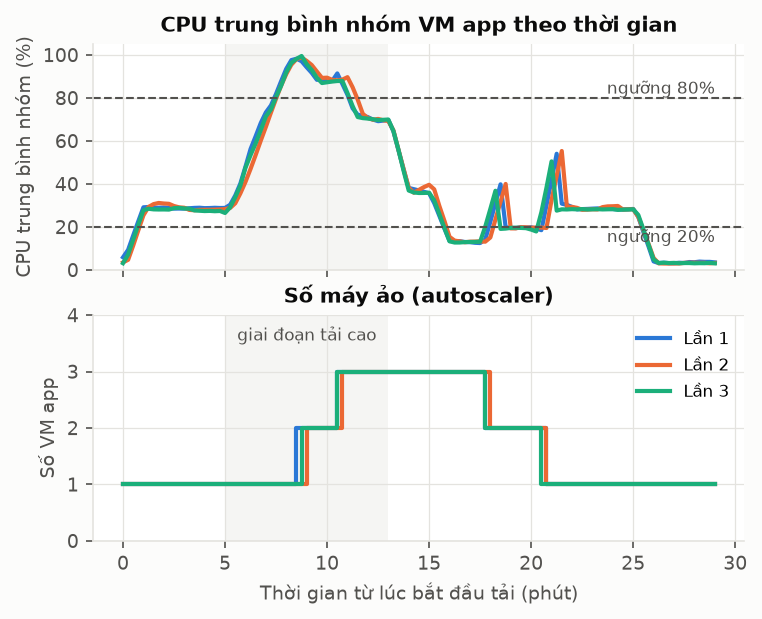 CPU trung bình nhóm VM app theo thời gian
CPU trung bình nhóm (%)
100
80
60
40
20
0
ngưỡng 80%
ngưỡng 20%
Số máy ảo (autoscaler)
Số VM app
4
3
2
1
0
giai đoạn tải cao
Lần 1
Lần 2
Lần 3
0 5 10 15 20 25 30
Thời gian từ lúc bắt đầu tải (phút)